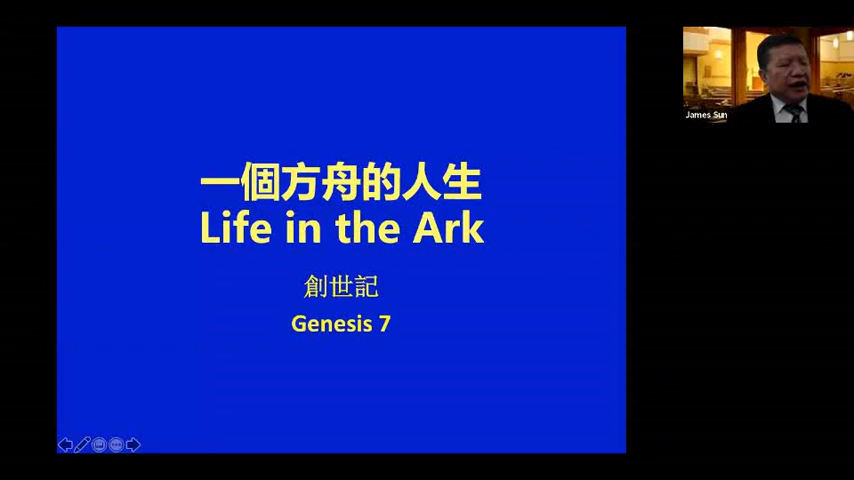 一個方舟的人生
Life in the Ark
創世記
Genesis 7
James Sun